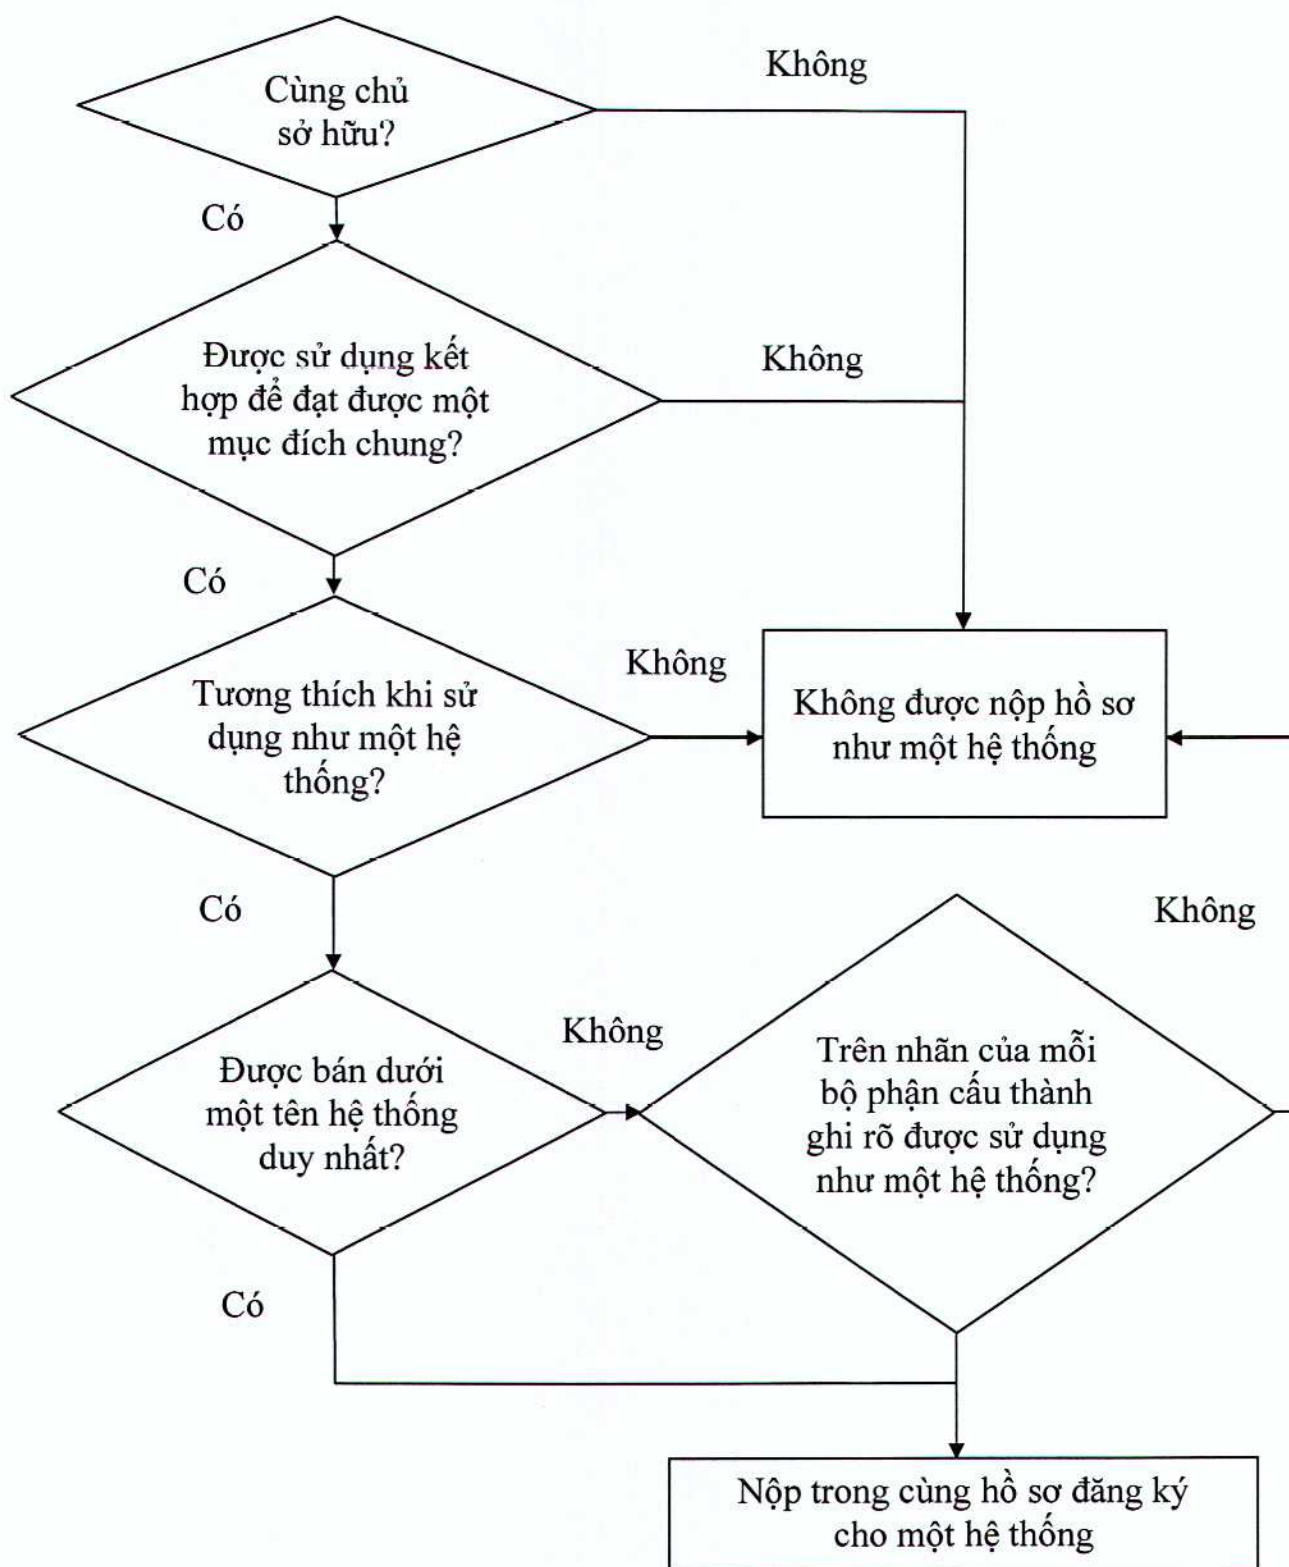 Cùng chủ
sở hữu?
Không
Có
Được sử dụng kết
hợp để đạt được một
mục đích chung?
Không
Có
Tương thích khi sử
dụng như một hệ
thống?
Không
Không được nộp hồ sơ
như một hệ thống
Có
Không
Được bán dưới
một tên hệ thống
duy nhất?
Không
Trên nhãn của mỗi
bộ phận cấu thành
ghi rõ được sử dụng
như một hệ thống?
Có
Nộp trong cùng hồ sơ đăng ký
cho một hệ thống